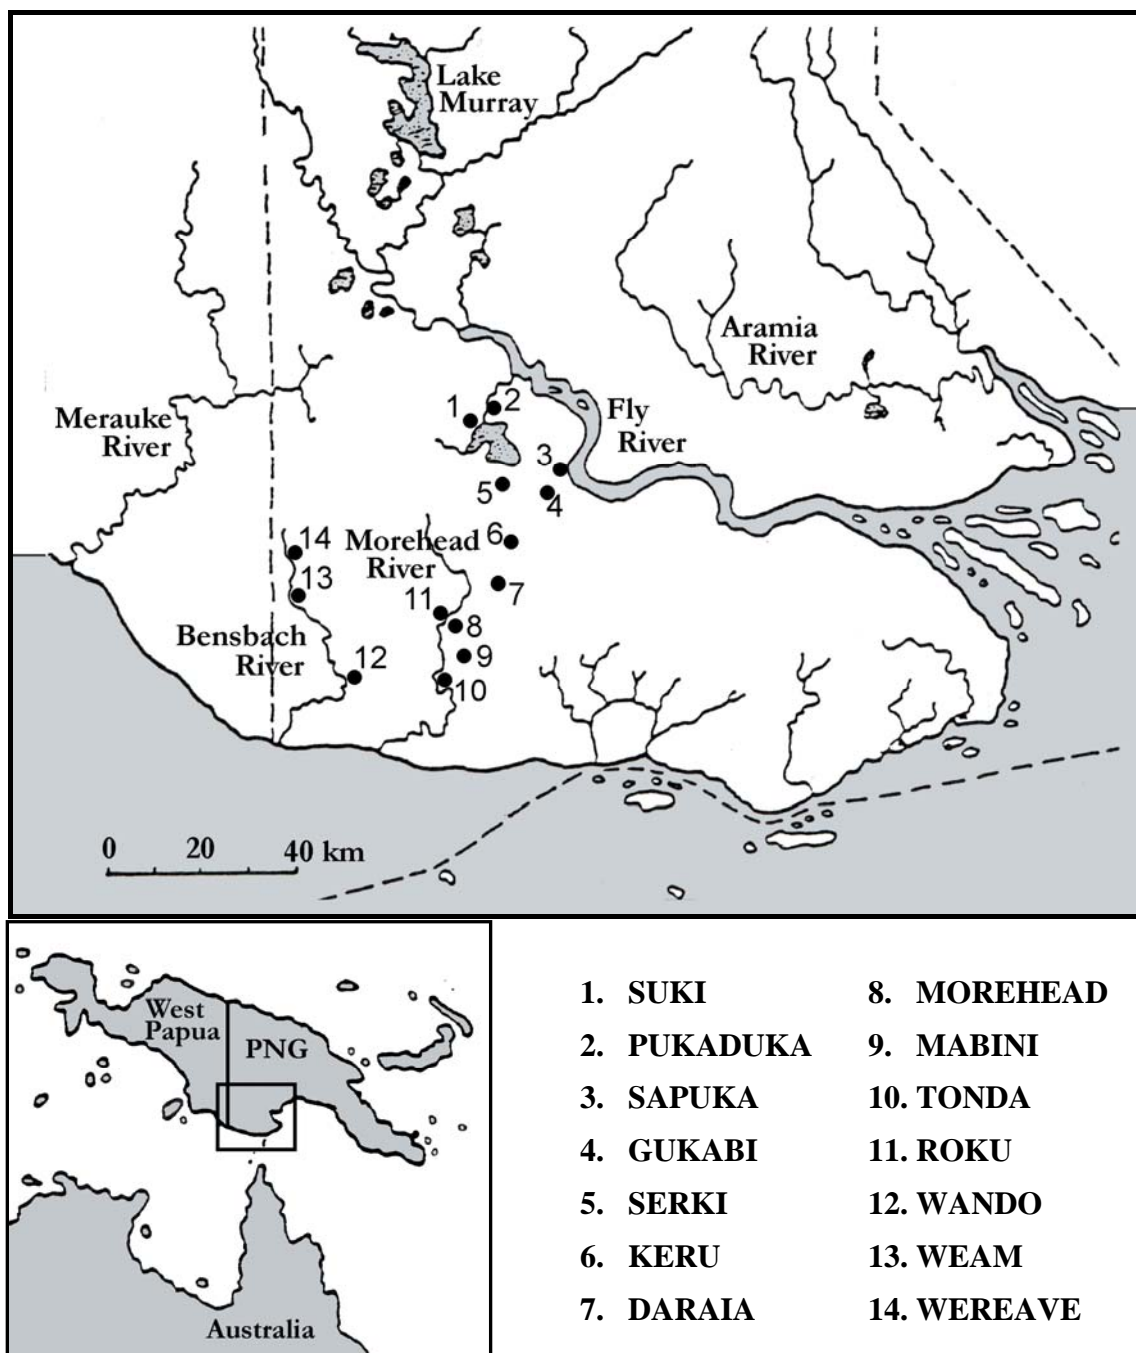 Lake
Murray
Aramia
River
Fly
River
Merauke
River
Morehead
River
Bensbach
River
1
2
3
4
5
6
7
8
9
10
11
12
13
14
0 20 40 km
West
Papua
PNG
Australia
1. SUKI
2. PUKADUKA
3. SAPUKA
4. GUKABI
5. SERKI
6. KERU
7. DARAIA
8. MOREHEAD
9. MABINI
10. TONDA
11. ROKU
12. WANDO
13. WEAM
14. WEREAVE